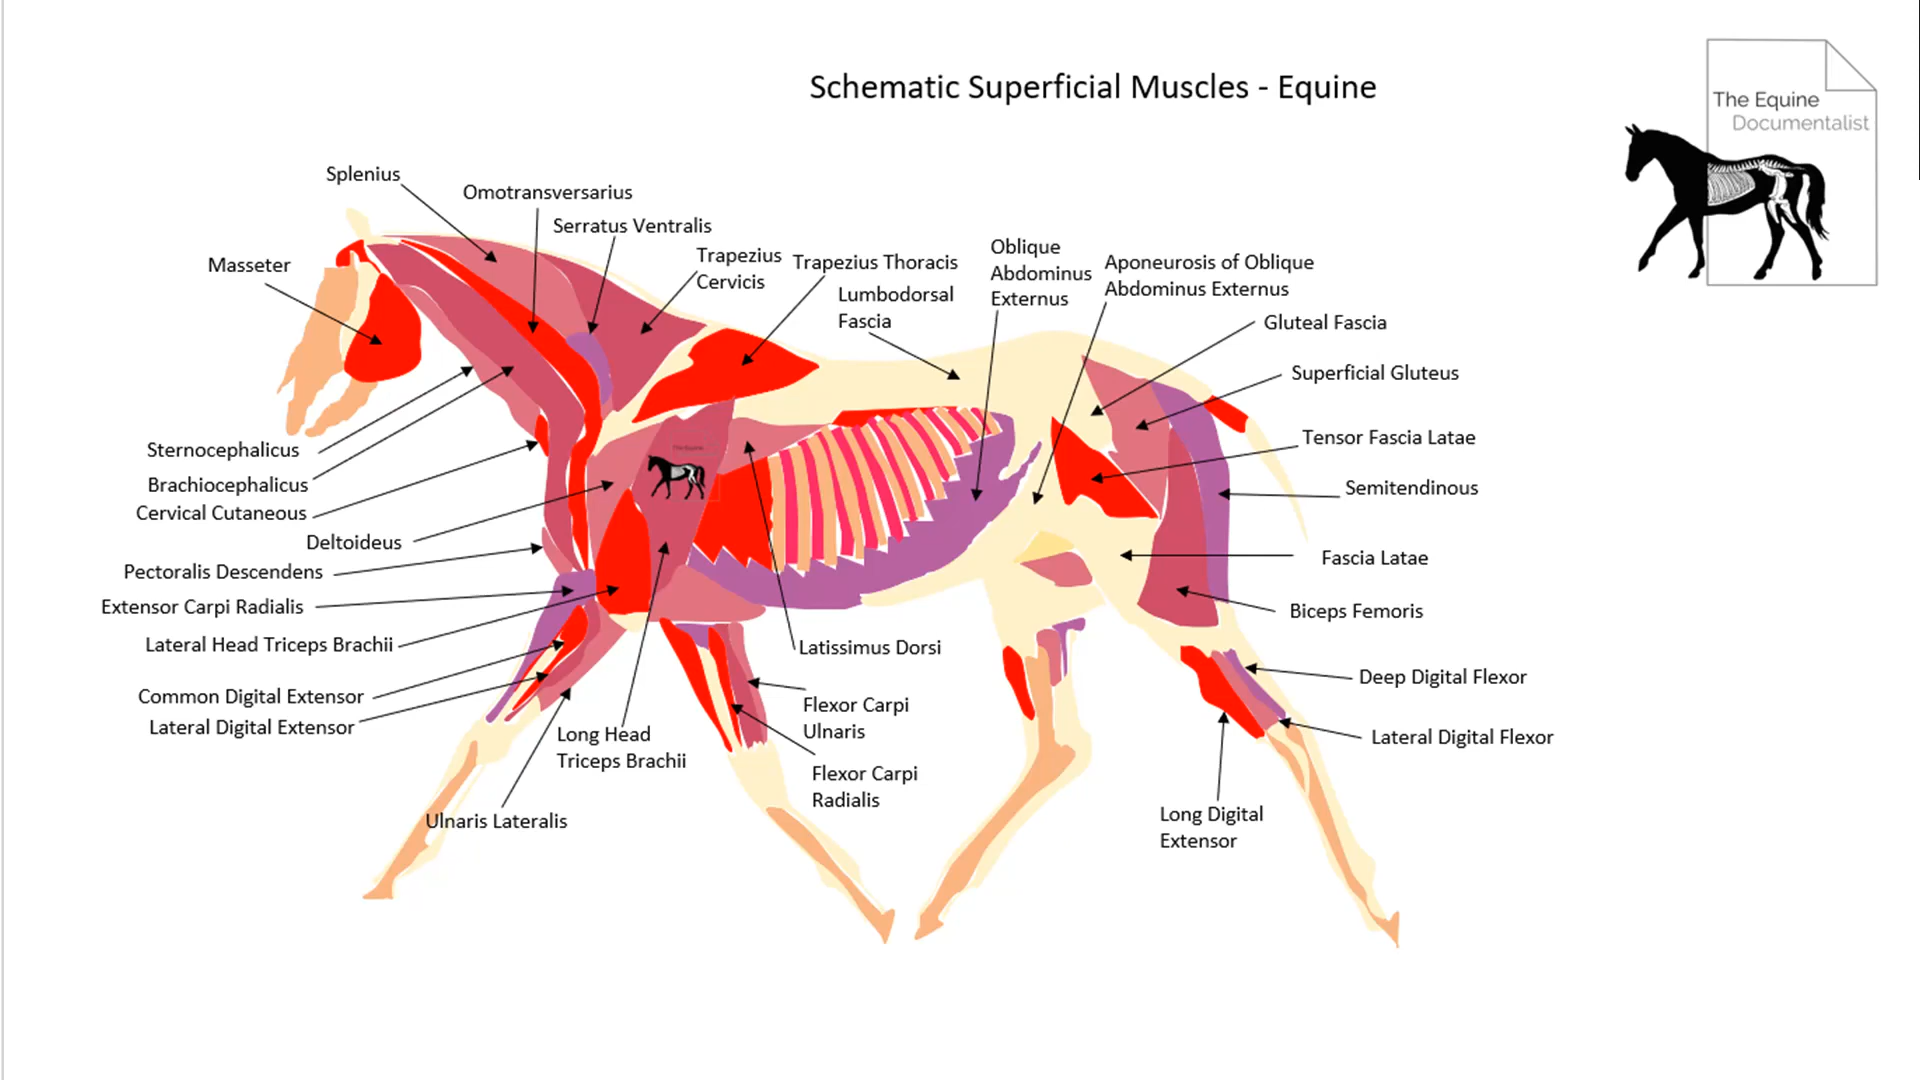 Schematic Superficial Muscles - Equine
The Equine
Documentalist
Splenius
Omotransversarius
Serratus Ventralis
Trapezius
Cervicis
Trapezius Thoracis
Lumbodorsal
Fascia
Oblique
Abdominus
Externus
Aponeurosis of Oblique
Abdominus Externus
Gluteal Fascia
Superficial Gluteus
Tensor Fascia Latae
Semitendinous
Fascia Latae
Biceps Femoris
Deep Digital Flexor
Lateral Digital Flexor
Long Digital
Extensor
Masseter
Sternocephalicus
Brachiocephalicus
Cervical Cutaneous
Deltoideus
Pectoralis Descendens
Extensor Carpi Radialis
Lateral Head Triceps Brachii
Common Digital Extensor
Lateral Digital Extensor
Ulnaris Lateralis
Long Head
Triceps Brachii
Latissimus Dorsi
Flexor Carpi
Ulnaris
Flexor Carpi
Radialis
The Equine